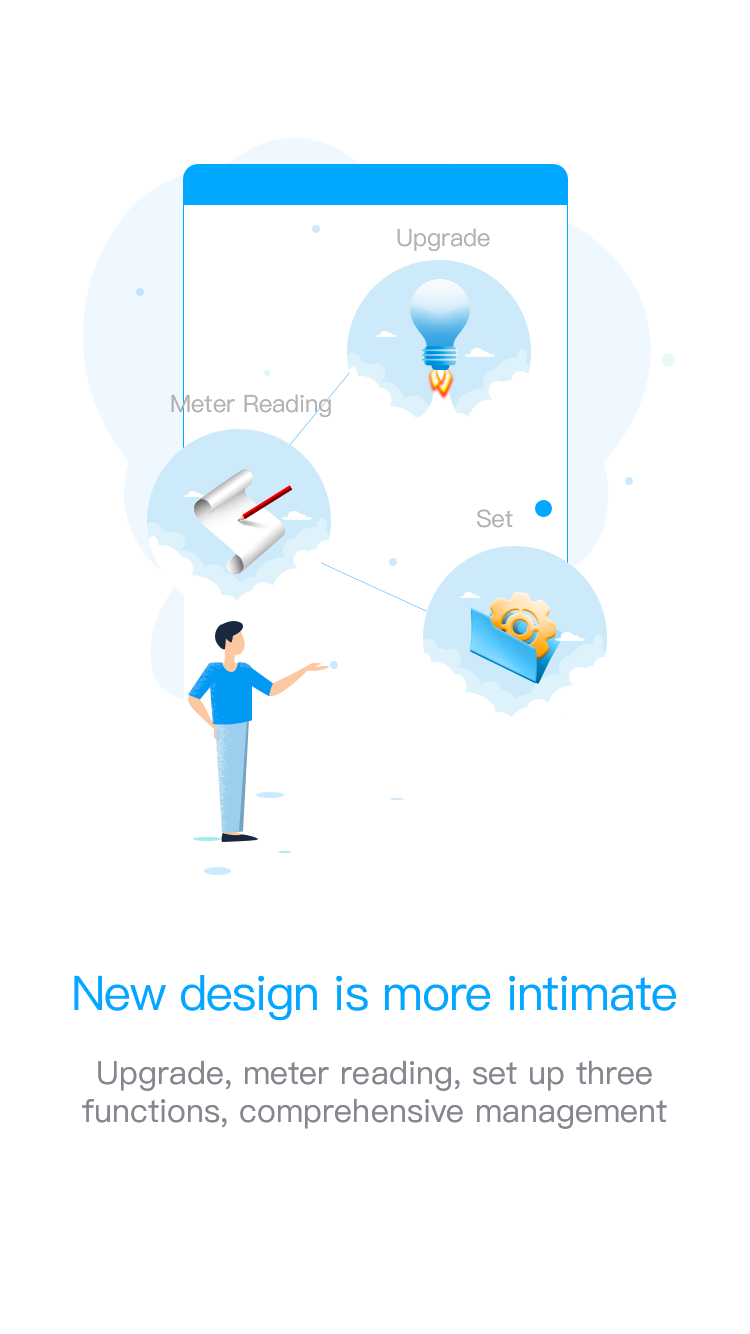 Upgrade
Meter Reading
Set
New design is more intimate
Upgrade, meter reading, set up three
functions, comprehensive management